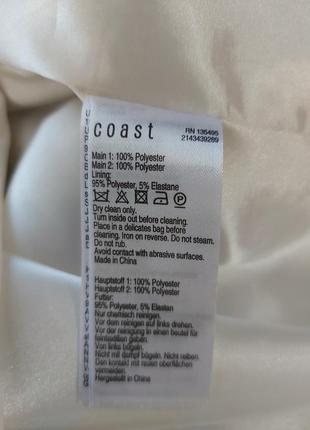 coast
RN 135495
2143439289
Main 1: 100% Polyester
Main 2: 100% Polyester
Lining:
95% Polyester, 5% Elastane
Dry clean only.
Turn inside out before cleaning.
Place in a delicates bag before
cleaning. Iron on reverse. Do not steam.
Do not rub.
Avoid contact with abrasive surfaces.
Made in China
Hauptstoff 1: 100% Polyester
Hauptstoff 2: 100% Polyester
Futter:
95% Polyester, 5% Elastan
Nur chemisch reinigen.
Vor dem reinigen auf links drehen.
Vor der reinigung in einen beutel für
feintextilien geben.
Von links bügeln.
Nicht mit dampf bügeln. Nicht reiben.
Den kontakt mit rauen oberflächen
vermeiden.
Hergestellt in China